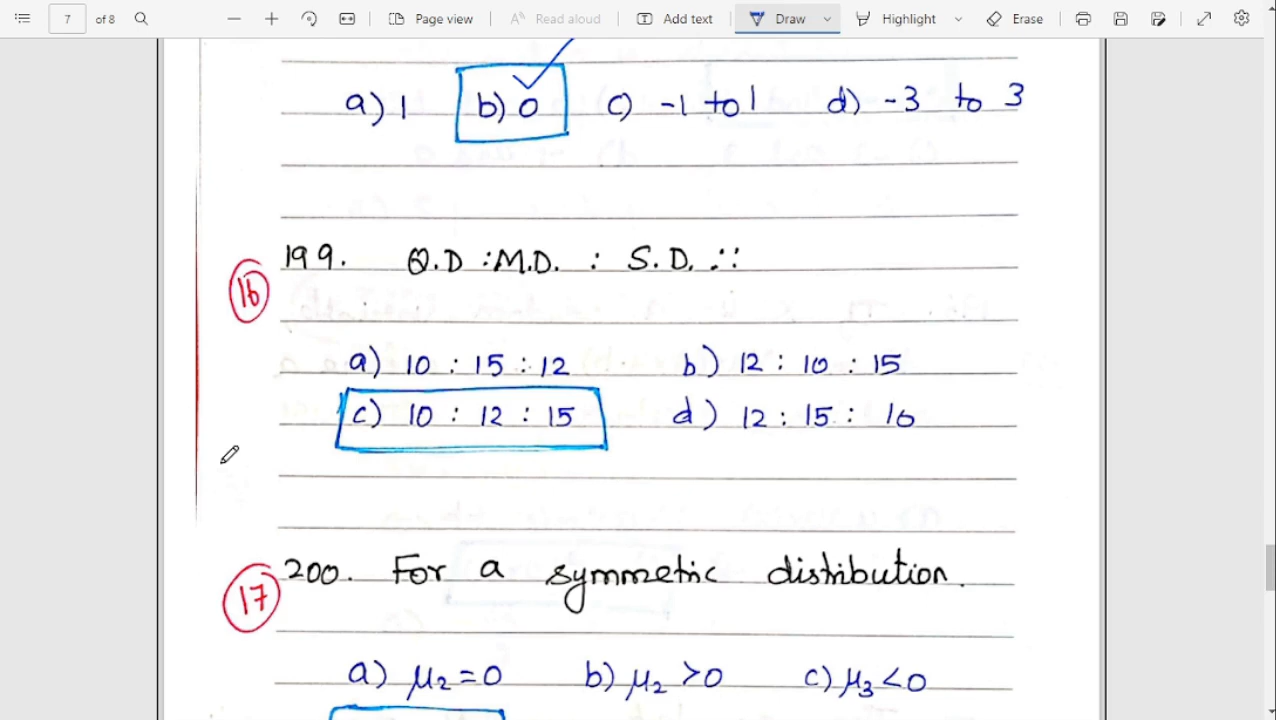 7 of 8 Page view Read aloud Add text Draw Highlight Erase
a) 1 b) 0 c) -1 to 1 d) -3 to 3
16 199. Q.D : M.D. : S.D. ::
a) 10 : 15 : 12 b) 12 : 10 : 15
c) 10 : 12 : 15 d) 12 : 15 : 10
17 200. For a symmetric distribution.
a) μ2 = 0 b) μ2 > 0 c) μ3 < 0